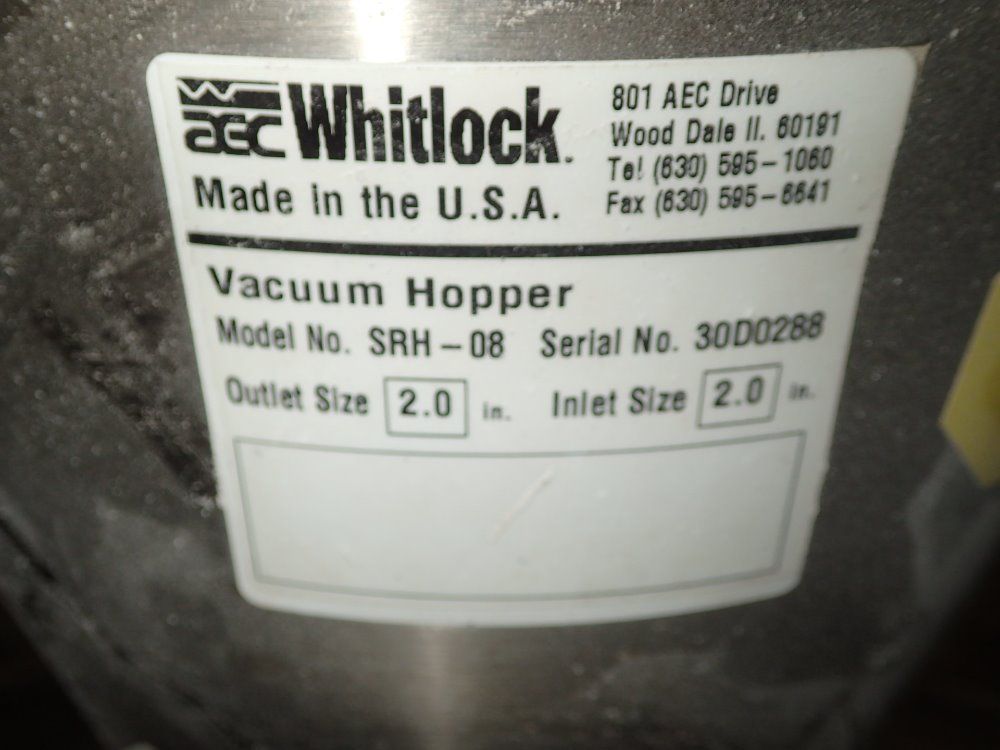 W
aec Whitlock.
Made in the U.S.A.
801 AEC Drive
Wood Dale Il. 60191
Tel (630) 595-1060
Fax (630) 595-6641
Vacuum Hopper
Model No. SRH-08 Serial No. 30D0288
Outlet Size 2.0 in. Inlet Size 2.0 in.